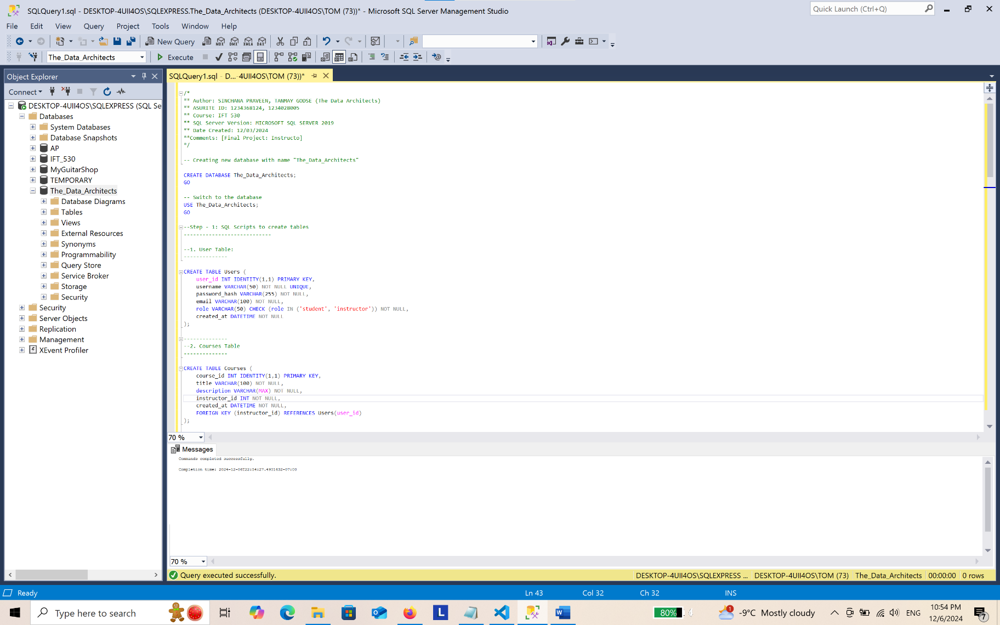 SQLQuery1.sql - DESKTOP-4UII4OS\SQLEXPRESS.The_Data_Architects (DESKTOP-4UII4OS\TOM (73))* - Microsoft SQL Server Management Studio
Quick Launch (Ctrl+Q)
File Edit View Query Project Tools Window Help
New Query MDX DMX XMLA DAX
The_Data_Architects Execute
Object Explorer
Connect
DESKTOP-4UII4OS\SQLEXPRESS (SQL Se
Databases
System Databases
Database Snapshots
AP
IFT_530
MyGuitarShop
TEMPORARY
The_Data_Architects
Database Diagrams
Tables
Views
External Resources
Synonyms
Programmability
Query Store
Service Broker
Storage
Security
Security
Server Objects
Replication
Management
XEvent Profiler
SQLQuery1.sql - D...-4UII4OS\TOM (73))*
/*
** Author: SINCHANA PRAVEEN, TANMAY GODSE (The Data Architects)
** ASURITE ID: 1234368124, 1234028005
** Course: IFT 530
** SQL Server Version: MICROSOFT SQL SERVER 2019
** Date Created: 12/03/2024
**Comments: [Final Project: Instructo]
*/
-- Creating new database with name "The_Data_Architects"
CREATE DATABASE The_Data_Architects;
GO
-- Switch to the database
USE The_Data_Architects;
GO
--Step - 1: SQL Scripts to create tables
----------------------------
--1. User Table:
--------------
CREATE TABLE Users (
user_id INT IDENTITY(1,1) PRIMARY KEY,
username VARCHAR(50) NOT NULL UNIQUE,
password_hash VARCHAR(255) NOT NULL,
email VARCHAR(100) NOT NULL,
role VARCHAR(50) CHECK (role IN ('student', 'instructor')) NOT NULL,
created_at DATETIME NOT NULL
);
--------------
--2. Courses Table
--------------
CREATE TABLE Courses (
course_id INT IDENTITY(1,1) PRIMARY KEY,
title VARCHAR(100) NOT NULL,
description VARCHAR(MAX) NOT NULL,
instructor_id INT NOT NULL,
created_at DATETIME NOT NULL,
FOREIGN KEY (instructor_id) REFERENCES Users(user_id)
);
70 %
Messages
Commands completed successfully.
Completion time: 2024-12-06T22:54:27.4901632-07:00
70 %
Query executed successfully. DESKTOP-4UII4OS\SQLEXPRESS ... DESKTOP-4UII4OS\TOM (73) The_Data_Architects 00:00:00 0 rows
Ready Ln 43 Col 32 Ch 32 INS
Type here to search 80% -9°C Mostly cloudy ENG 10:54 PM
12/6/2024